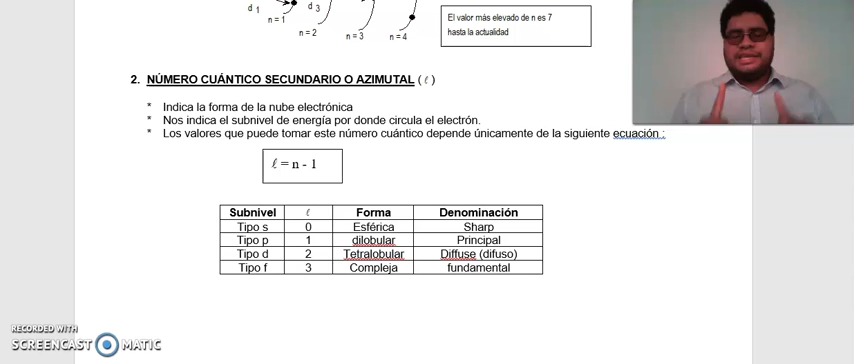 d 1
n = 1
d 3
n = 2
n = 3
n = 4
El valor más elevado de n es 7
hasta la actualidad
2. NÚMERO CUÁNTICO SECUNDARIO O AZIMUTAL ( ℓ )
* Indica la forma de la nube electrónica
* Nos indica el subnivel de energía por donde circula el electrón.
* Los valores que puede tomar este número cuántico depende únicamente de la siguiente ecuación :
ℓ = n - 1
Subnivel ℓ Forma Denominación
Tipo s 0 Esférica Sharp
Tipo p 1 dilobular Principal
Tipo d 2 Tetralobular Diffuse (difuso)
Tipo f 3 Compleja fundamental
RECORDED WITH
SCREENCAST MATIC